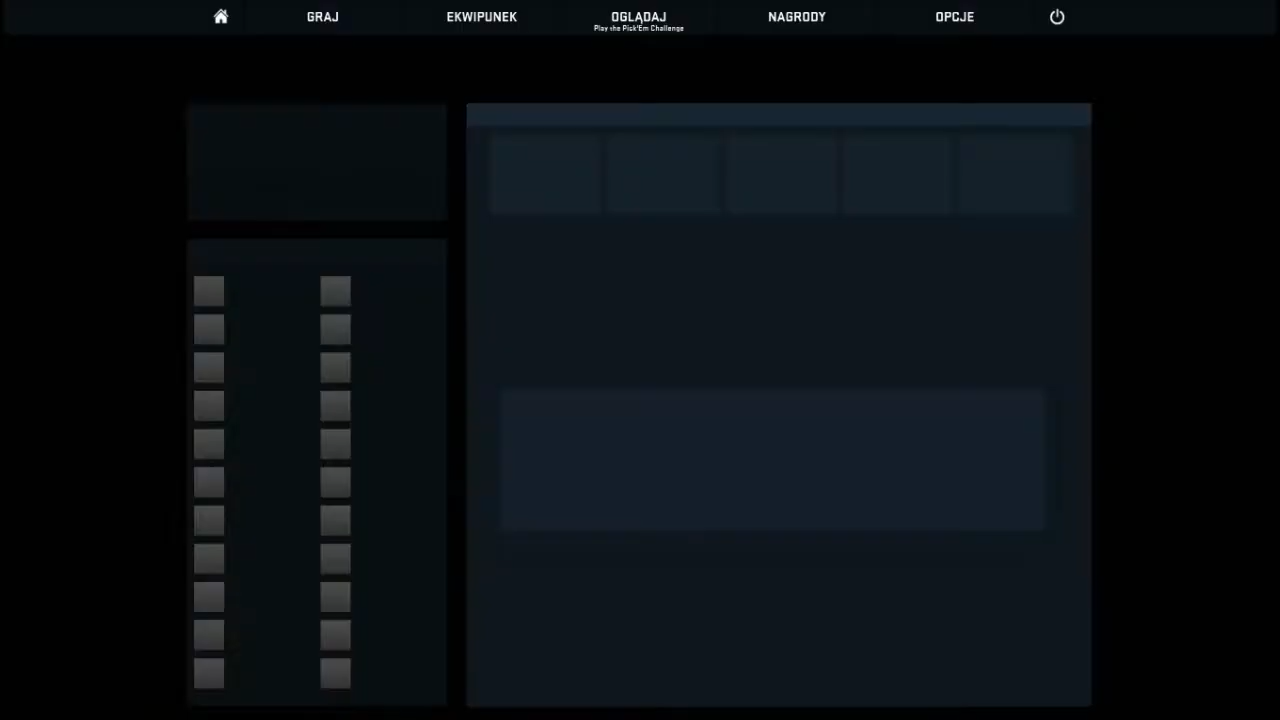 GRAJ
EKWIPUNEK
OGLĄDAJ
Play the Pick'Em Challenge
NAGRODY
OPCJE